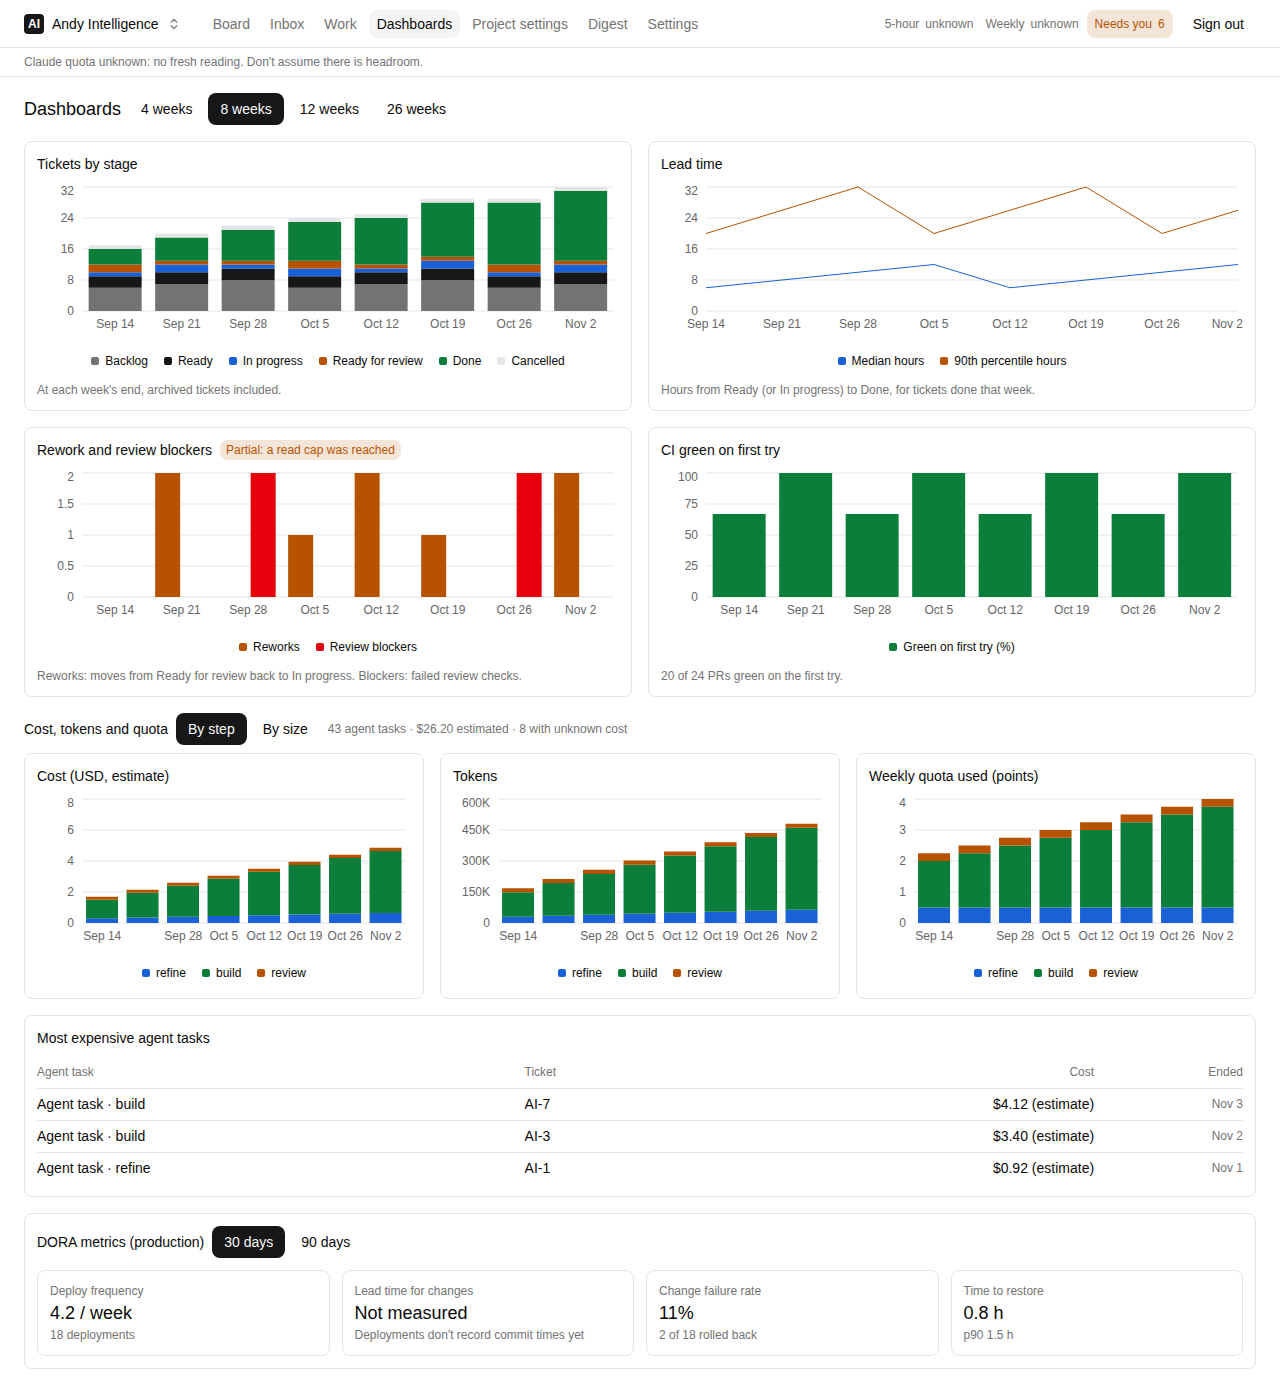 AI Andy Intelligence Board Inbox Work Dashboards Project settings Digest Settings 5-hour unknown Weekly unknown Needs you 6 Sign out
Claude quota unknown: no fresh reading. Don't assume there is headroom.
Dashboards 4 weeks 8 weeks 12 weeks 26 weeks
Tickets by stage
32
24
16
8
0
Sep 14 Sep 21 Sep 28 Oct 5 Oct 12 Oct 19 Oct 26 Nov 2
Backlog Ready In progress Ready for review Done Cancelled
At each week's end, archived tickets included.
Lead time
32
24
16
8
0
Sep 14 Sep 21 Sep 28 Oct 5 Oct 12 Oct 19 Oct 26 Nov 2
Median hours 90th percentile hours
Hours from Ready (or In progress) to Done, for tickets done that week.
Rework and review blockers Partial: a read cap was reached
2
1.5
1
0.5
0
Sep 14 Sep 21 Sep 28 Oct 5 Oct 12 Oct 19 Oct 26 Nov 2
Reworks Review blockers
Reworks: moves from Ready for review back to In progress. Blockers: failed review checks.
CI green on first try
100
75
50
25
0
Sep 14 Sep 21 Sep 28 Oct 5 Oct 12 Oct 19 Oct 26 Nov 2
Green on first try (%)
20 of 24 PRs green on the first try.
Cost, tokens and quota By step By size 43 agent tasks · $26.20 estimated · 8 with unknown cost
Cost (USD, estimate)
8
6
4
2
0
Sep 14 Sep 28 Oct 5 Oct 12 Oct 19 Oct 26 Nov 2
refine build review
Tokens
600K
450K
300K
150K
0
Sep 14 Sep 28 Oct 5 Oct 12 Oct 19 Oct 26 Nov 2
refine build review
Weekly quota used (points)
4
3
2
1
0
Sep 14 Sep 28 Oct 5 Oct 12 Oct 19 Oct 26 Nov 2
refine build review
Most expensive agent tasks
Agent task Ticket Cost Ended
Agent task · build AI-7 $4.12 (estimate) Nov 3
Agent task · build AI-3 $3.40 (estimate) Nov 2
Agent task · refine AI-1 $0.92 (estimate) Nov 1
DORA metrics (production) 30 days 90 days
Deploy frequency
4.2 / week
18 deployments
Lead time for changes
Not measured
Deployments don't record commit times yet
Change failure rate
11%
2 of 18 rolled back
Time to restore
0.8 h
p90 1.5 h